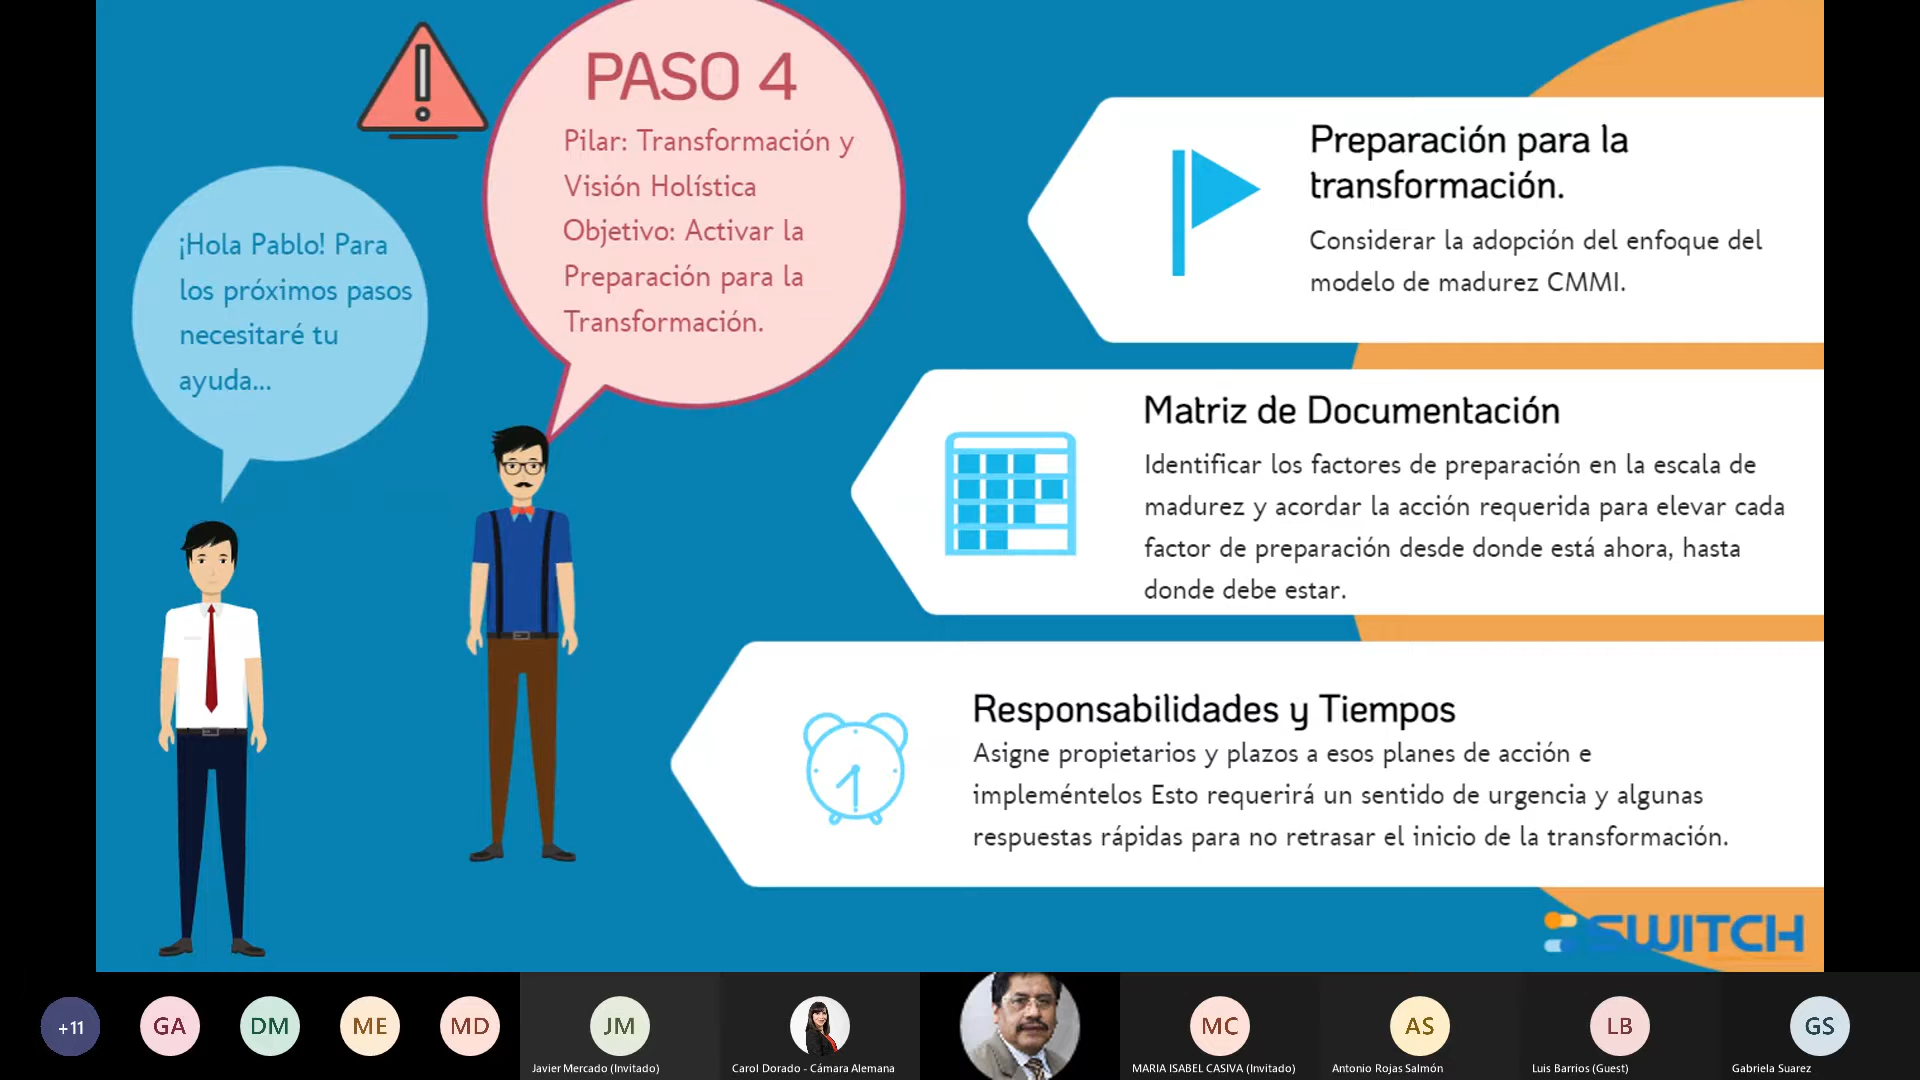 PASO 4
Pilar: Transformación y
Visión Holística
Objetivo: Activar la
Preparación para la
Transformación.
¡Hola Pablo! Para
los próximos pasos
necesitaré tu
ayuda...
Preparación para la
transformación.
Considerar la adopción del enfoque del
modelo de madurez CMMI.
Matriz de Documentación
Identificar los factores de preparación en la escala de
madurez y acordar la acción requerida para elevar cada
factor de preparación desde donde está ahora, hasta
donde debe estar.
Responsabilidades y Tiempos
Asigne propietarios y plazos a esos planes de acción e
impleméntelos Esto requerirá un sentido de urgencia y algunas
respuestas rápidas para no retrasar el inicio de la transformación.
SWITCH
+11
GA
DM
ME
MD
JM
MC
AS
LB
GS
Javier Mercado (Invitado)
Carol Dorado - Cámara Alemana
MARIA ISABEL CASIVA (Invitado)
Antonio Rojas Salmón
Luis Barrios (Guest)
Gabriela Suarez